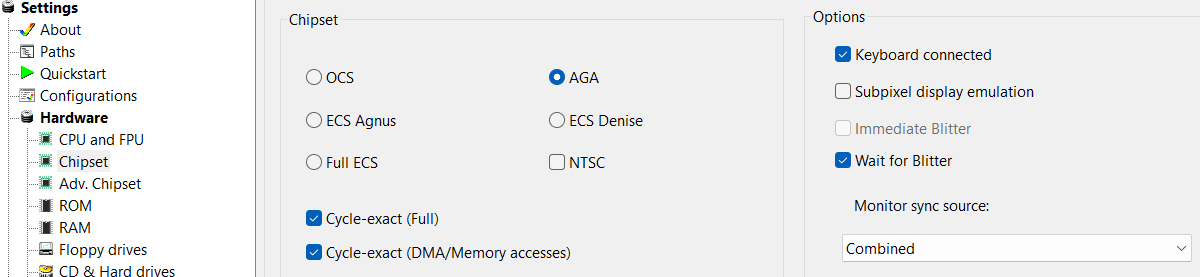 Settings
About
Paths
Quickstart
Configurations
Hardware
CPU and FPU
Chipset
Adv. Chipset
ROM
RAM
Floppy drives
CD & Hard drives
Chipset
OCS
AGA
ECS Agnus
ECS Denise
Full ECS
NTSC
Cycle-exact (Full)
Cycle-exact (DMA/Memory accesses)
Options
Keyboard connected
Subpixel display emulation
Immediate Blitter
Wait for Blitter
Monitor sync source:
Combined